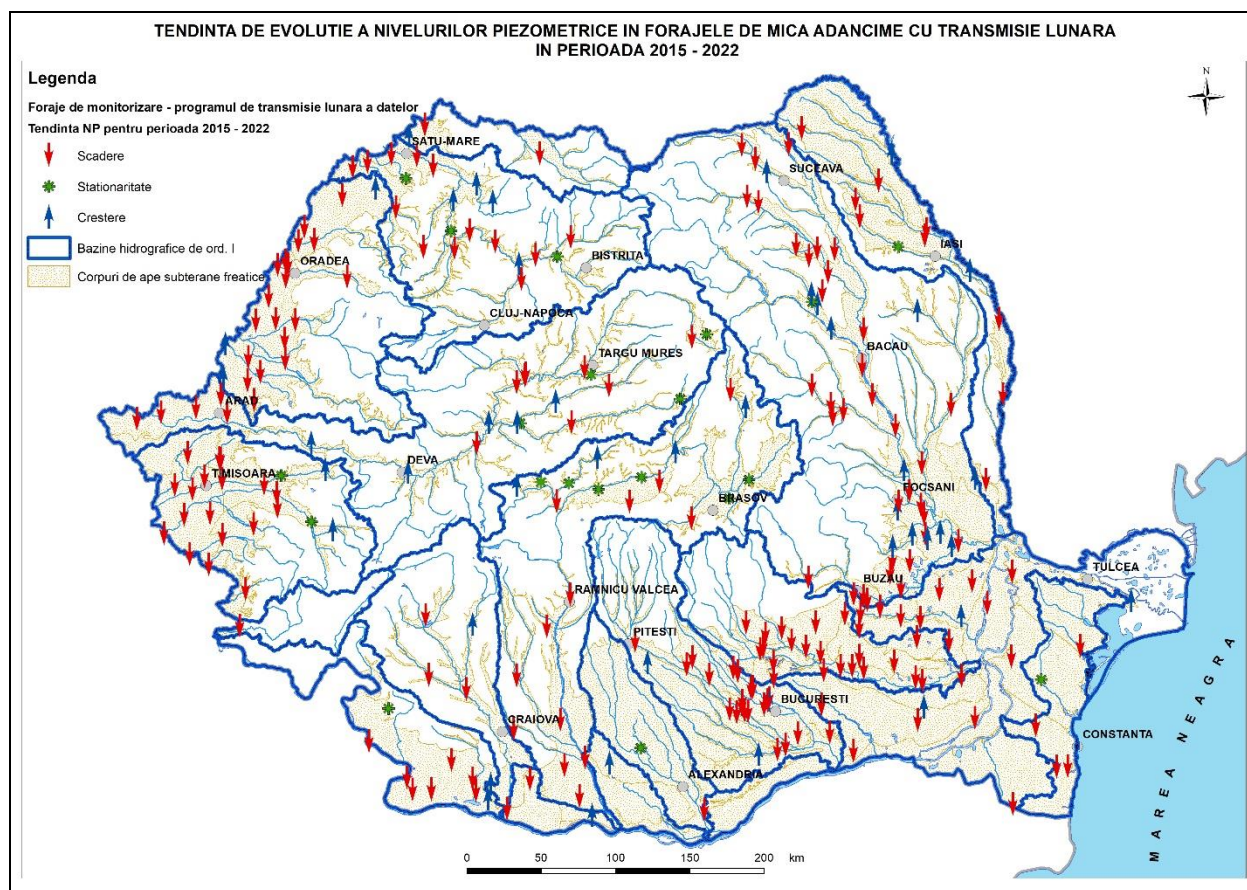 TENDINTA DE EVOLUTIE A NIVELURILOR PIEZOMETRICE IN FORAJELE DE MICA ADANCIME CU TRANSMISIE LUNARA
IN PERIOADA 2015 - 2022
Legenda
Foraje de monitorizare - programul de transmisie lunara a datelor
Tendinta NP pentru perioada 2015 - 2022
Scadere
Stationaritate
Crestere
Bazine hidrografice de ord. I
Corpuri de ape subterane freatice
N
SATU-MARE
SUCEAVA
IASI
ORADEA
BISTRITA
CLUJ-NAPOCA
TARGU MURES
BACAU
ARAD
DEVA
TIMISOARA
BRASOV
FOCSANI
TULCEA
BUZAU
RAMNICU VALCEA
PITESTI
BUCURESTI
CRAIOVA
CONSTANTA
ALEXANDRIA
MAREA NEAGRA
0 50 100 150 200 km